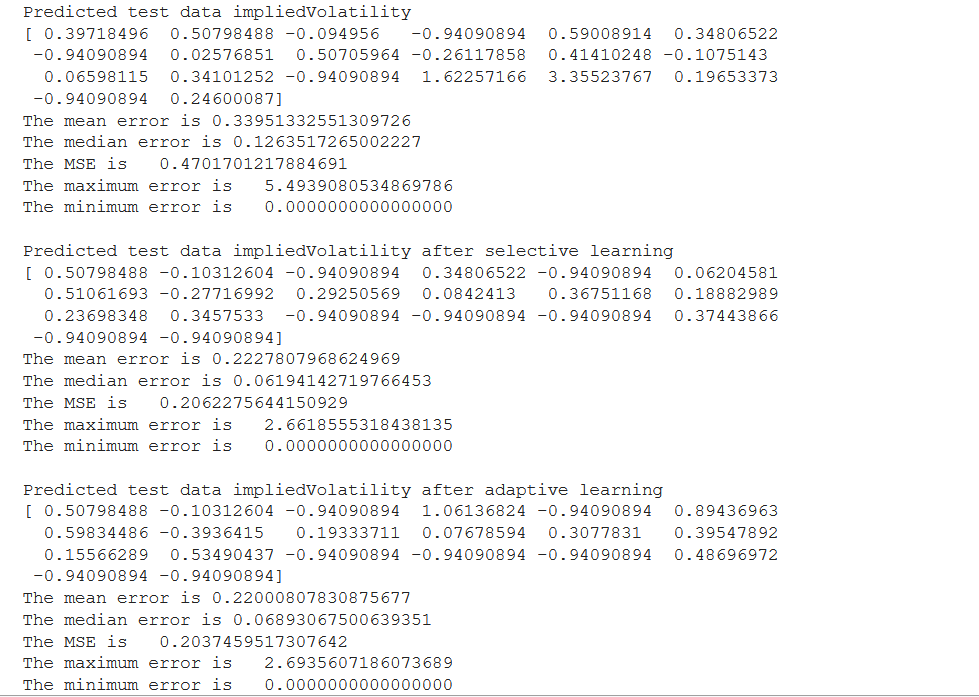 Predicted test data impliedVolatility
[ 0.39718496 0.50798488 -0.094956 -0.94090894 0.59008914 0.34806522
-0.94090894 0.02576851 0.50705964 -0.26117858 0.41410248 -0.1075143
0.06598115 0.34101252 -0.94090894 1.62257166 3.35523767 0.19653373
-0.94090894 0.24600087]
The mean error is 0.33951332551309726
The median error is 0.1263517265002227
The MSE is 0.4701701217884691
The maximum error is 5.4939080534869786
The minimum error is 0.0000000000000000
Predicted test data impliedVolatility after selective learning
[ 0.50798488 -0.10312604 -0.94090894 0.34806522 -0.94090894 0.06204581
0.51061693 -0.27716992 0.29250569 0.0842413 0.36751168 0.18882989
0.23698348 0.3457533 -0.94090894 -0.94090894 -0.94090894 0.37443866
-0.94090894 -0.94090894]
The mean error is 0.2227807968624969
The median error is 0.06194142719766453
The MSE is 0.2062275644150929
The maximum error is 2.6618555318438135
The minimum error is 0.0000000000000000
Predicted test data impliedVolatility after adaptive learning
[ 0.50798488 -0.10312604 -0.94090894 1.06136824 -0.94090894 0.89436963
0.59834486 -0.3936415 0.19333711 0.07678594 0.3077831 0.39547892
0.15566289 0.53490437 -0.94090894 -0.94090894 -0.94090894 0.48696972
-0.94090894 -0.94090894]
The mean error is 0.22000807830875677
The median error is 0.06893067500639351
The MSE is 0.2037459517307642
The maximum error is 2.6935607186073689
The minimum error is 0.0000000000000000